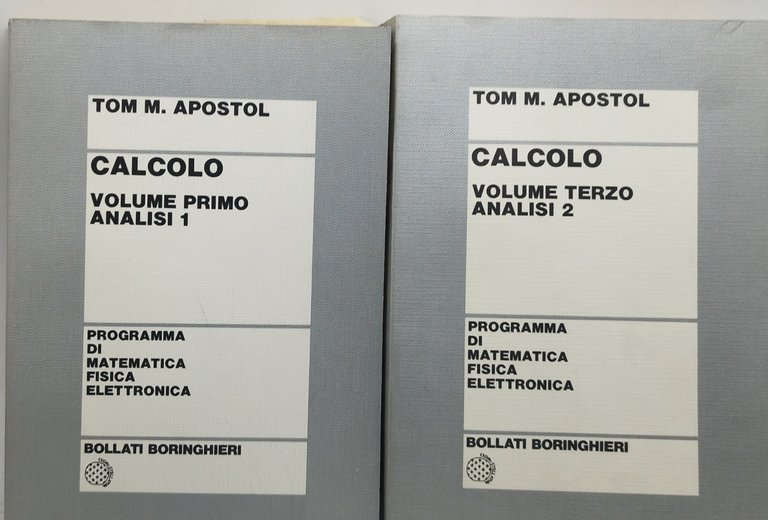 TOM M. APOSTOL
CALCOLO
VOLUME PRIMO
ANALISI 1
PROGRAMMA
DI
MATEMATICA
FISICA
ELETTRONICA
BOLLATI BORINGHIERI
TOM M. APOSTOL
CALCOLO
VOLUME TERZO
ANALISI 2
PROGRAMMA
DI
MATEMATICA
FISICA
ELETTRONICA
BOLLATI BORINGHIERI